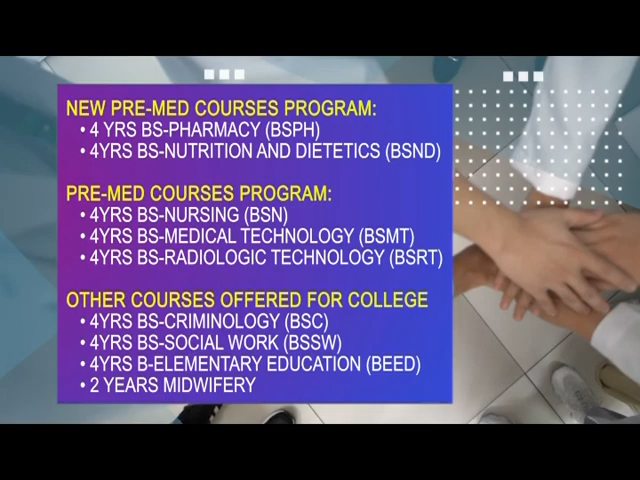 NEW PRE-MED COURSES PROGRAM:
• 4 YRS BS-PHARMACY (BSPH)
• 4YRS BS-NUTRITION AND DIETETICS (BSND)
PRE-MED COURSES PROGRAM:
• 4YRS BS-NURSING (BSN)
• 4YRS BS-MEDICAL TECHNOLOGY (BSMT)
• 4YRS BS-RADIOLOGIC TECHNOLOGY (BSRT)
OTHER COURSES OFFERED FOR COLLEGE
• 4YRS BS-CRIMINOLOGY (BSC)
• 4YRS BS-SOCIAL WORK (BSSW)
• 4YRS B-ELEMENTARY EDUCATION (BEED)
• 2 YEARS MIDWIFERY